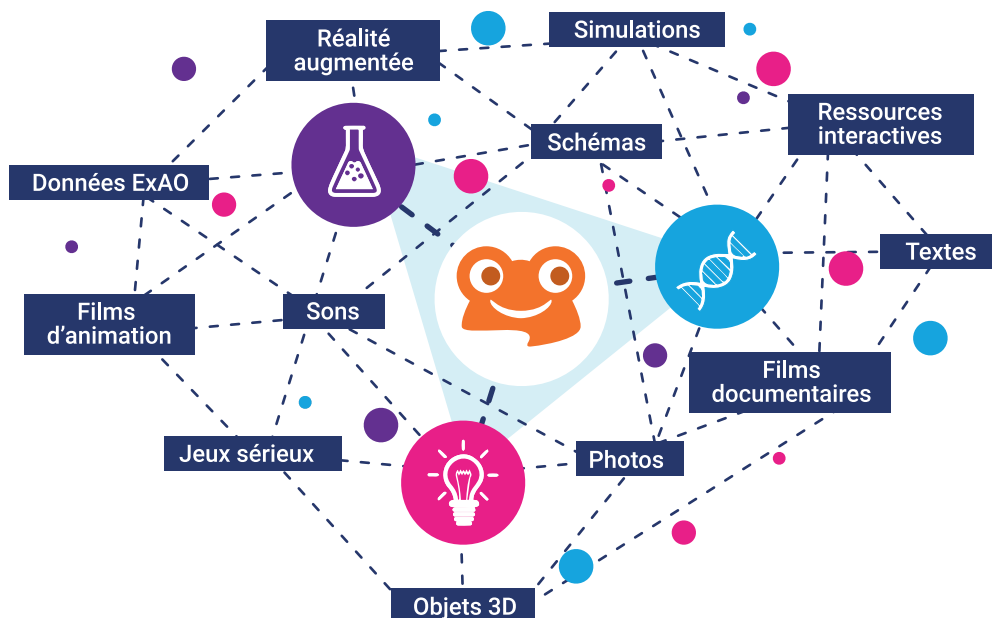 Réalité
augmentée
Simulations
Ressources
interactives
Schémas
Données ExAO
Textes
Films
d’animation
Sons
Films
documentaires
Jeux sérieux
Photos
Objets 3D